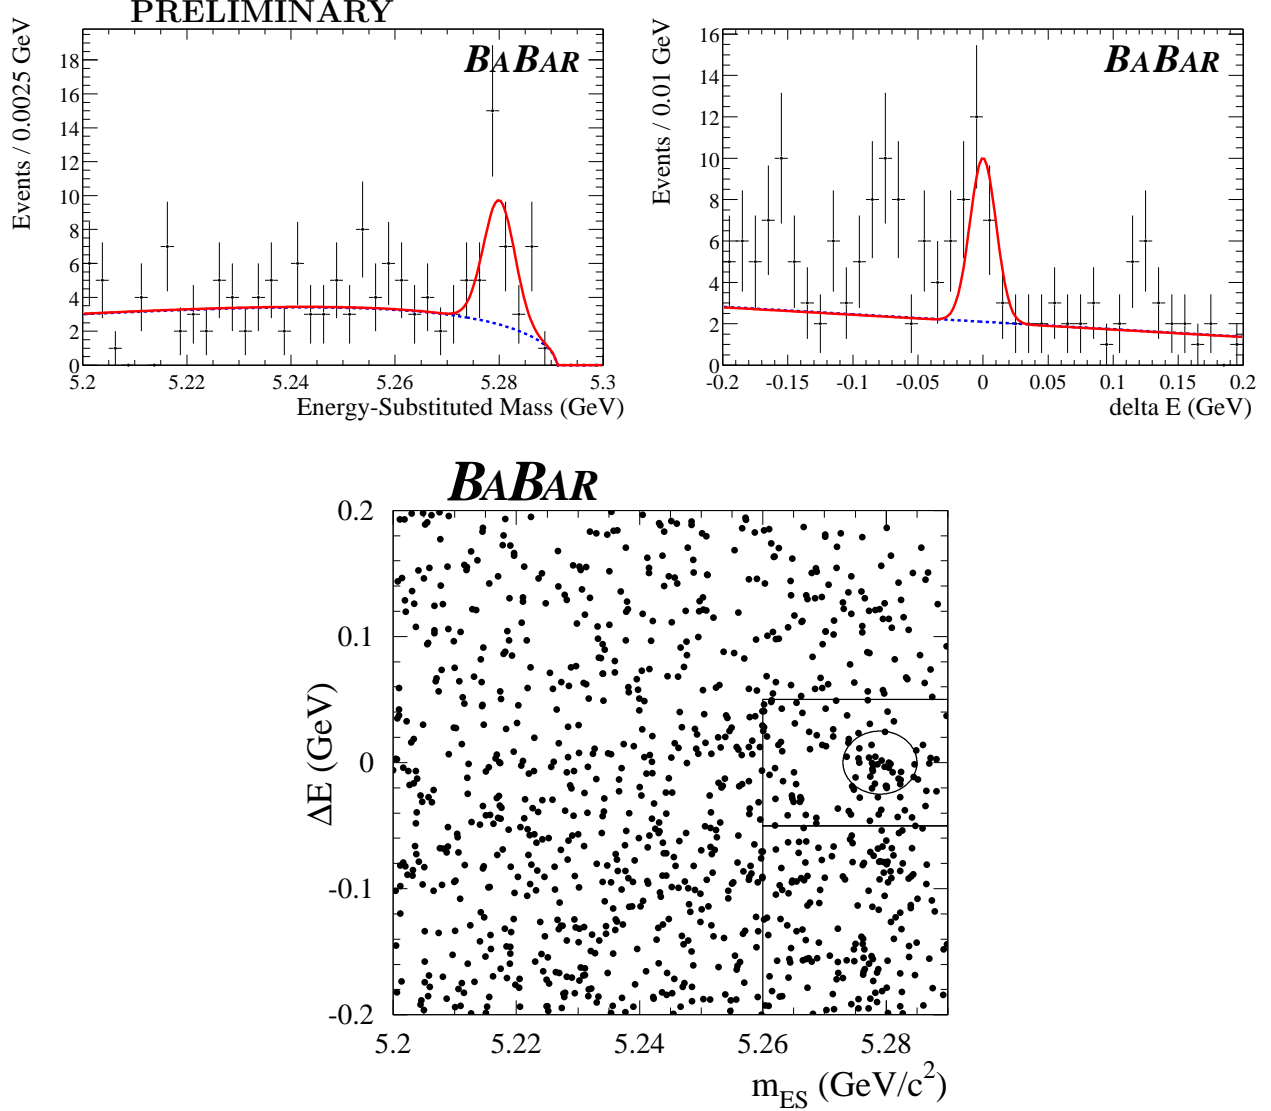 PRELIMINARY
BABAR
Events / 0.0025 GeV
18
16
14
12
10
8
6
4
2
0
5.2 5.22 5.24 5.26 5.28 5.3
Energy-Substituted Mass (GeV)
BABAR
Events / 0.01 GeV
16
14
12
10
8
6
4
2
0
-0.2 -0.15 -0.1 -0.05 0 0.05 0.1 0.15 0.2
delta E (GeV)
BABAR
ΔE (GeV)
0.2
0.1
0
-0.1
-0.2
5.2 5.22 5.24 5.26 5.28
m_ES (GeV/c²)